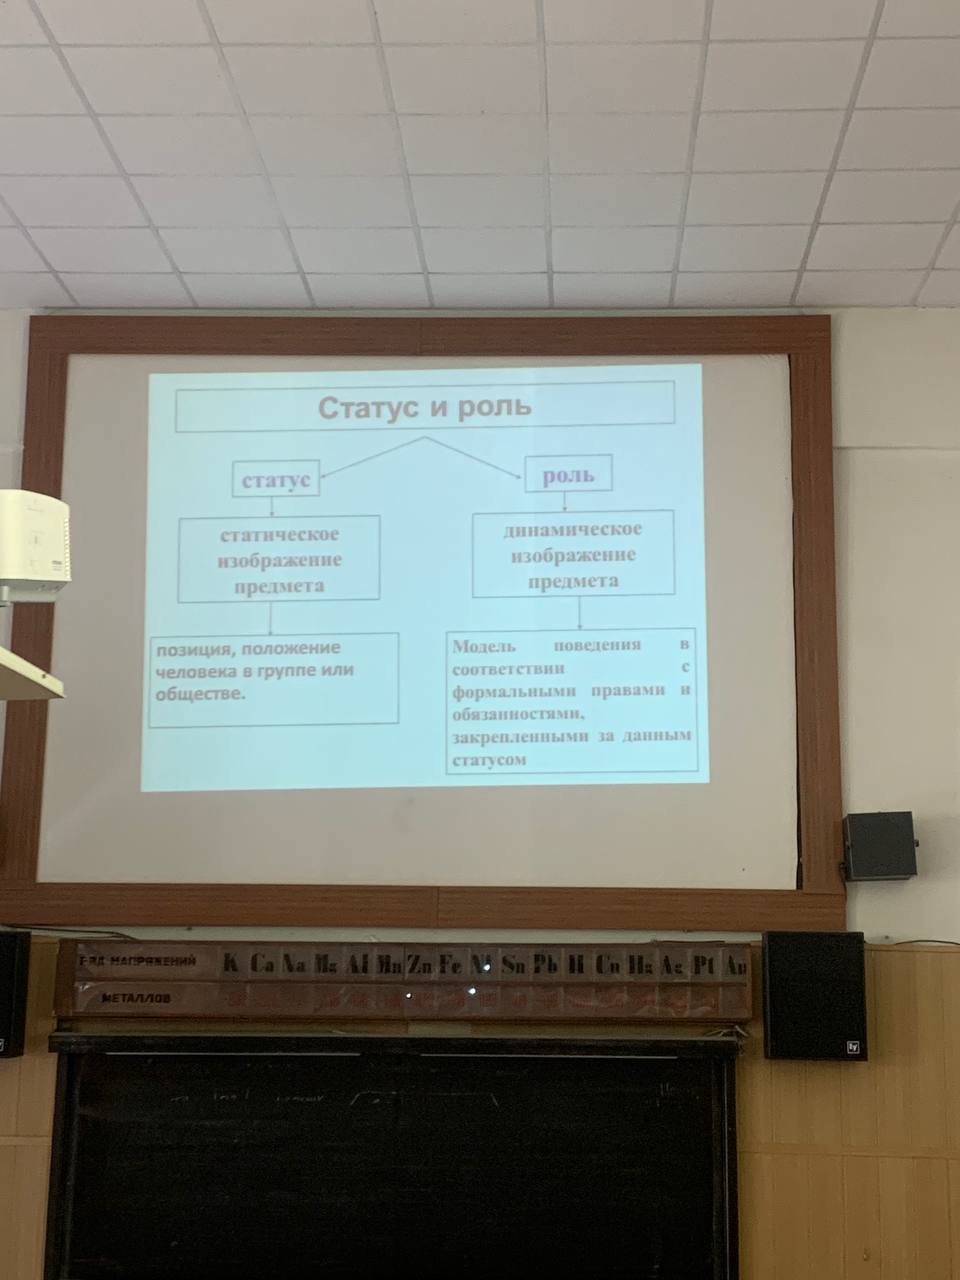 Статус и роль
статус
роль
статическое
изображение
предмета
динамическое
изображение
предмета
позиция, положение
человека в группе или
обществе.
Модель поведения в
соответствии с
формальными правами и
обязанностями,
закрепленными за данным
статусом
РЯД НАПРЯЖЕНИЙ
K Ca Na Mg Al Mn Zn Fe Ni Sn Pb H Cu Hg Ag Pt Au
МЕТАЛЛОВ
EV